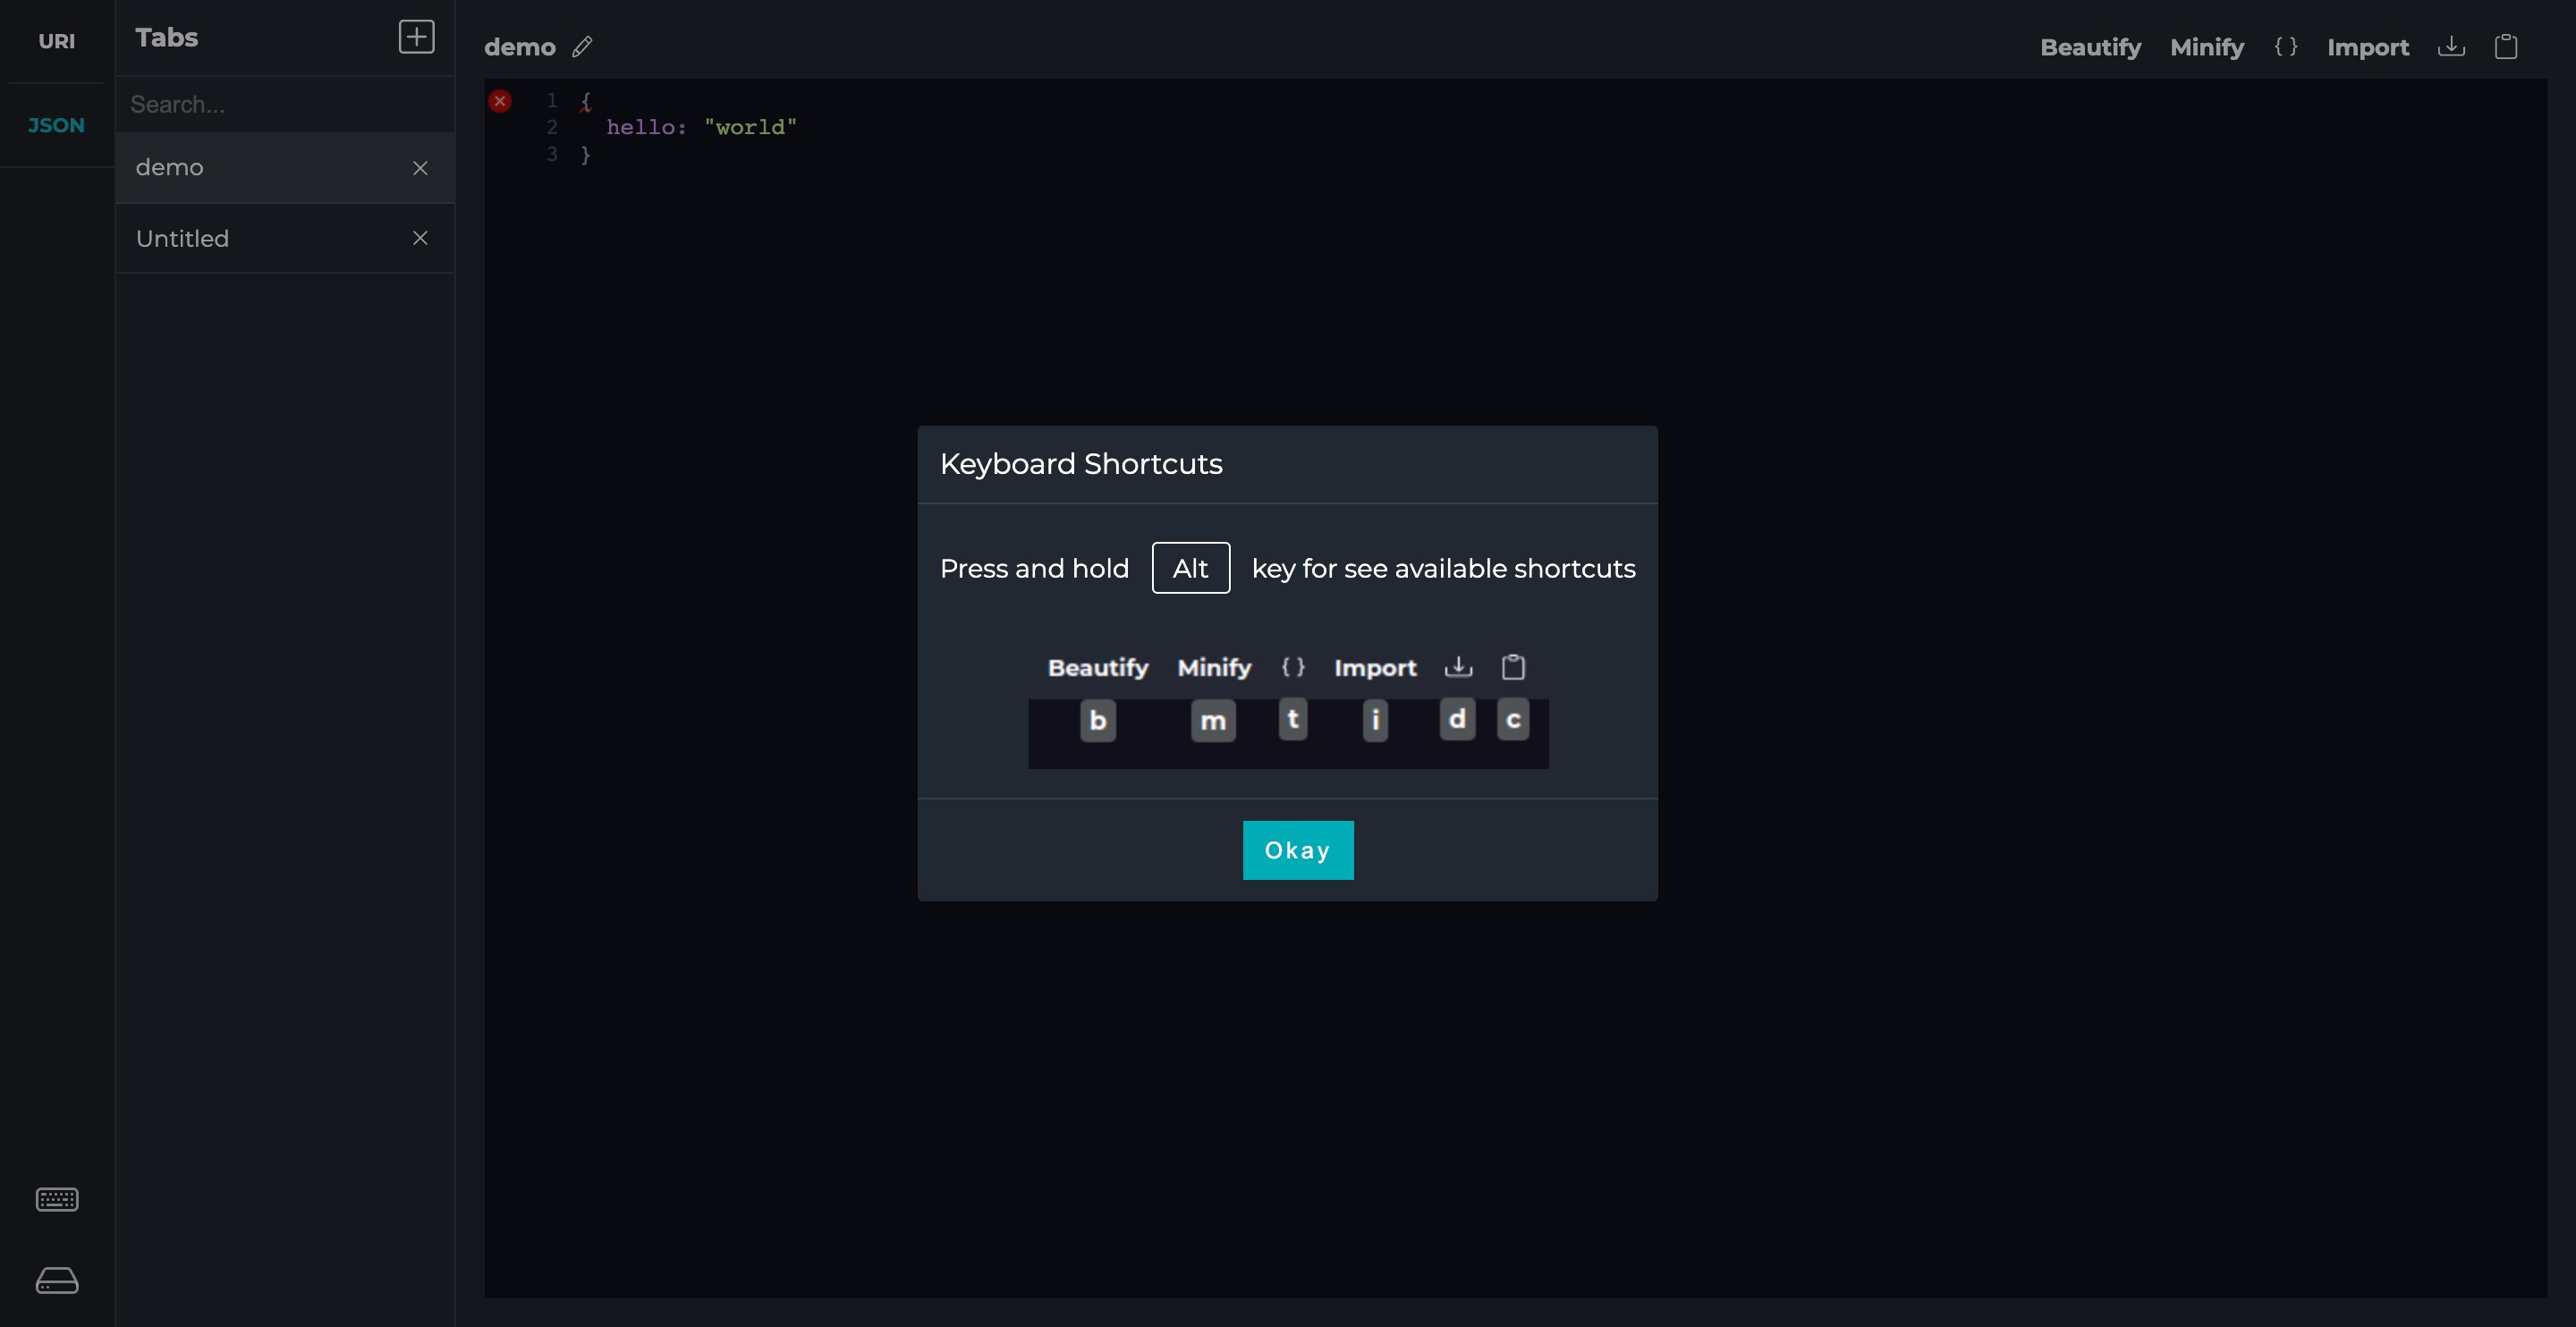 URI
JSON
Tabs
Search...
demo
Untitled
demo
Beautify Minify { } Import
1 {
2 hello: "world"
3 }
Keyboard Shortcuts
Press and hold Alt key for see available shortcuts
Beautify Minify { } Import
b m t i d c
Okay